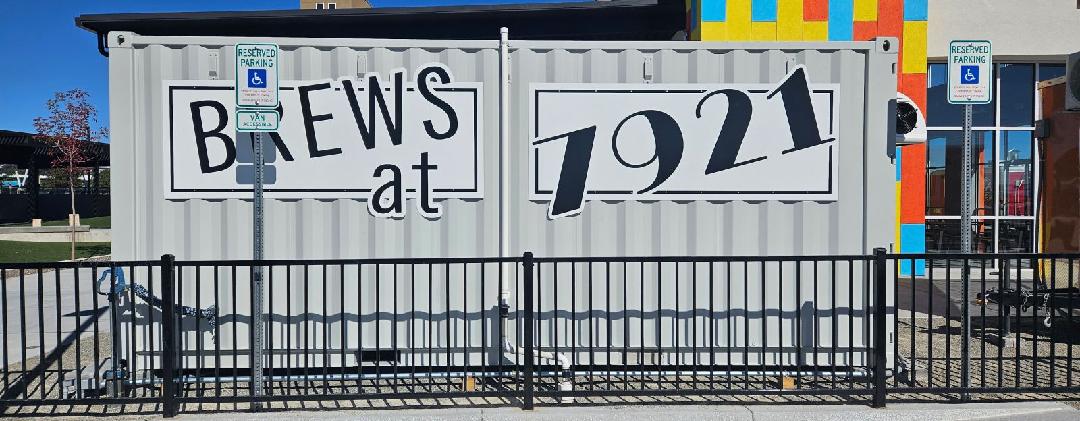 BREWS
at
7921
RESERVED
PARKING
VAN
ACCESSIBLE
RESERVED
PARKING